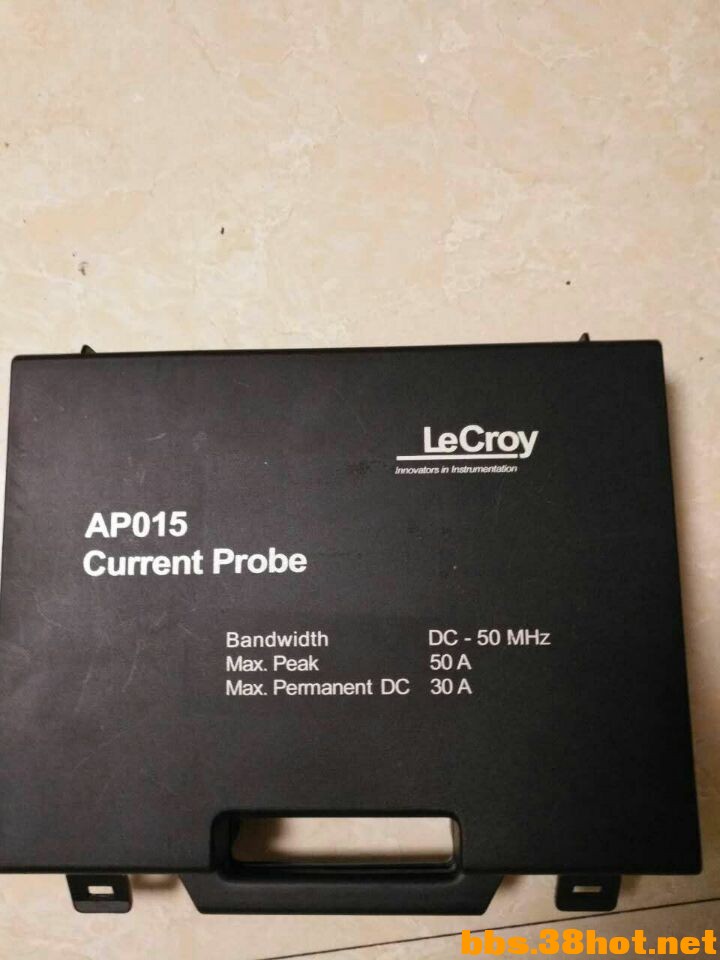 LeCroy
Innovators in Instrumentation
AP015
Current Probe
Bandwidth DC - 50 MHz
Max. Peak 50 A
Max. Permanent DC 30 A
bbs.38hot.net